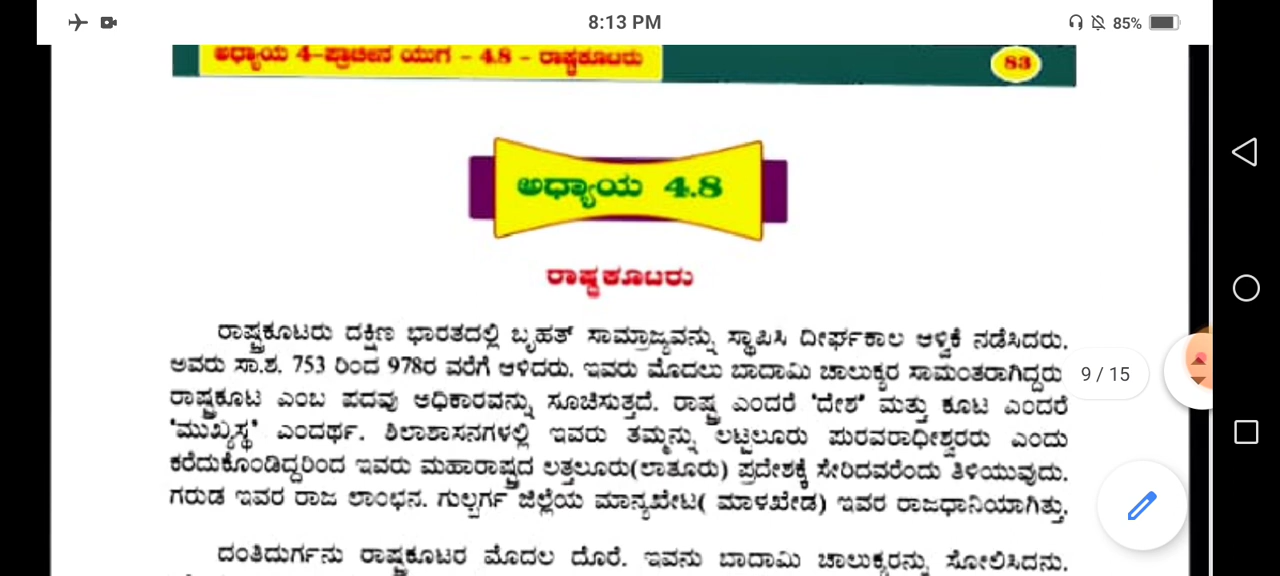 8:13 PM
85%
ಅಧ್ಯಾಯ 4-ಪ್ರಾಚೀನ ಯುಗ - 4.8 - ರಾಷ್ಟ್ರಕೂಟರು
83
ಅಧ್ಯಾಯ 4.8
ರಾಷ್ಟ್ರಕೂಟರು
ರಾಷ್ಟ್ರಕೂಟರು ದಕ್ಷಿಣ ಭಾರತದಲ್ಲಿ ಬೃಹತ್ ಸಾಮ್ರಾಜ್ಯವನ್ನು ಸ್ಥಾಪಿಸಿ ದೀರ್ಘಕಾಲ ಆಳ್ವಿಕೆ ನಡೆಸಿದರು.
ಅವರು ಸಾ.ಶ. 753 ರಿಂದ 978ರ ವರೆಗೆ ಆಳಿದರು. ಇವರು ಮೊದಲು ಬಾದಾಮಿ ಚಾಲುಕ್ಯರ ಸಾಮಂತರಾಗಿದ್ದರು
9 / 15
ರಾಷ್ಟ್ರಕೂಟ ಎಂಬ ಪದವು ಅಧಿಕಾರವನ್ನು ಸೂಚಿಸುತ್ತದೆ. ರಾಷ್ಟ್ರ ಎಂದರೆ 'ದೇಶ' ಮತ್ತು ಕೂಟ ಎಂದರೆ
'ಮುಖ್ಯಸ್ಥ' ಎಂದರ್ಥ. ಶಿಲಾಶಾಸನಗಳಲ್ಲಿ ಇವರು ತಮ್ಮನ್ನು ಲಟ್ಟಲೂರು ಪುರವರಾಧೀಶ್ವರರು ಎಂದು
ಕರೆದುಕೊಂಡಿದ್ದರಿಂದ ಇವರು ಮಹಾರಾಷ್ಟ್ರದ ಲತ್ತಲೂರು(ಲಾತೂರು) ಪ್ರದೇಶಕ್ಕೆ ಸೇರಿದವರೆಂದು ತಿಳಿಯುವುದು.
ಗರುಡ ಇವರ ರಾಜ ಲಾಂಛನ. ಗುಲ್ಬರ್ಗ ಜಿಲ್ಲೆಯ ಮಾನ್ಯಖೇಟ( ಮಾಳಖೇಡ) ಇವರ ರಾಜಧಾನಿಯಾಗಿತ್ತು.
ದಂತಿದುರ್ಗನು ರಾಷ್ಟ್ರಕೂಟರ ಮೊದಲ ದೊರೆ. ಇವನು ಬಾದಾಮಿ ಚಾಲುಕ್ಯರನ್ನು ಸೋಲಿಸಿದನು.